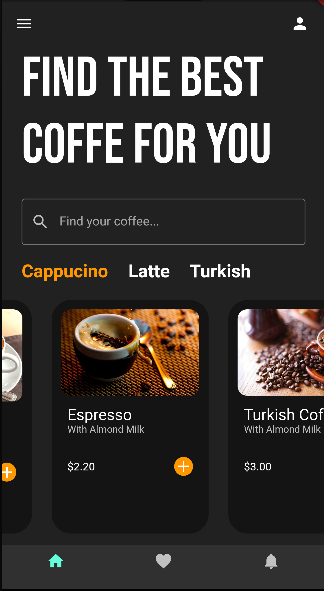 FIND THE BEST
COFFE FOR YOU
Find your coffee...
Cappucino Latte Turkish
Espresso
With Almond Milk
$2.20
Turkish Cof
With Almond Milk
$3.00